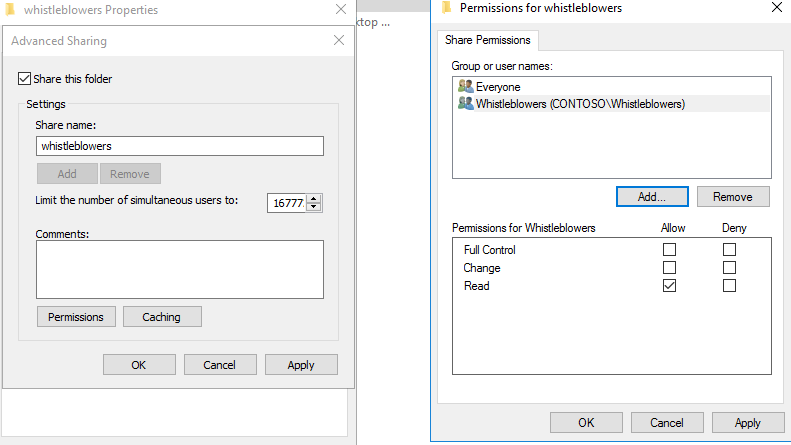 whistleblowers Properties
ktop ...
Advanced Sharing
Share this folder
Settings
Share name:
whistleblowers
Add Remove
Limit the number of simultaneous users to: 16777
Comments:
Permissions Caching
OK Cancel Apply
Permissions for whistleblowers
Share Permissions
Group or user names:
Everyone
Whistleblowers (CONTOSO\Whistleblowers)
Add... Remove
Permissions for Whistleblowers Allow Deny
Full Control
Change
Read
OK Cancel Apply